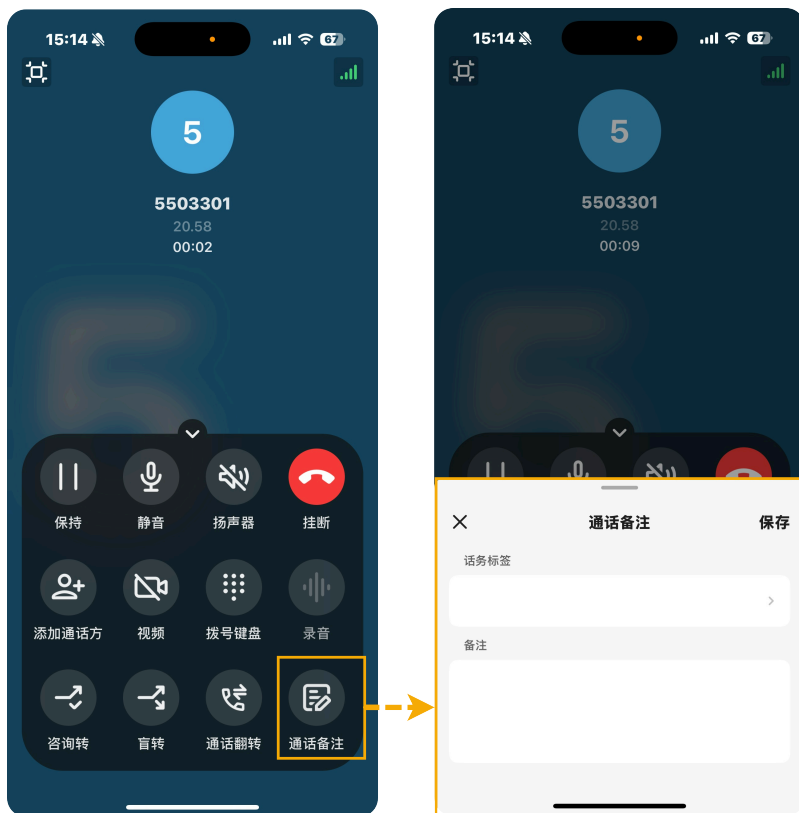 15:14
67
5
5503301
20.58
00:02
保持
静音
扬声器
挂断
添加通话方
视频
拨号键盘
录音
咨询转
盲转
通话翻转
通话备注
15:14
67
5
5503301
20.58
00:09
通话备注
保存
话务标签
备注